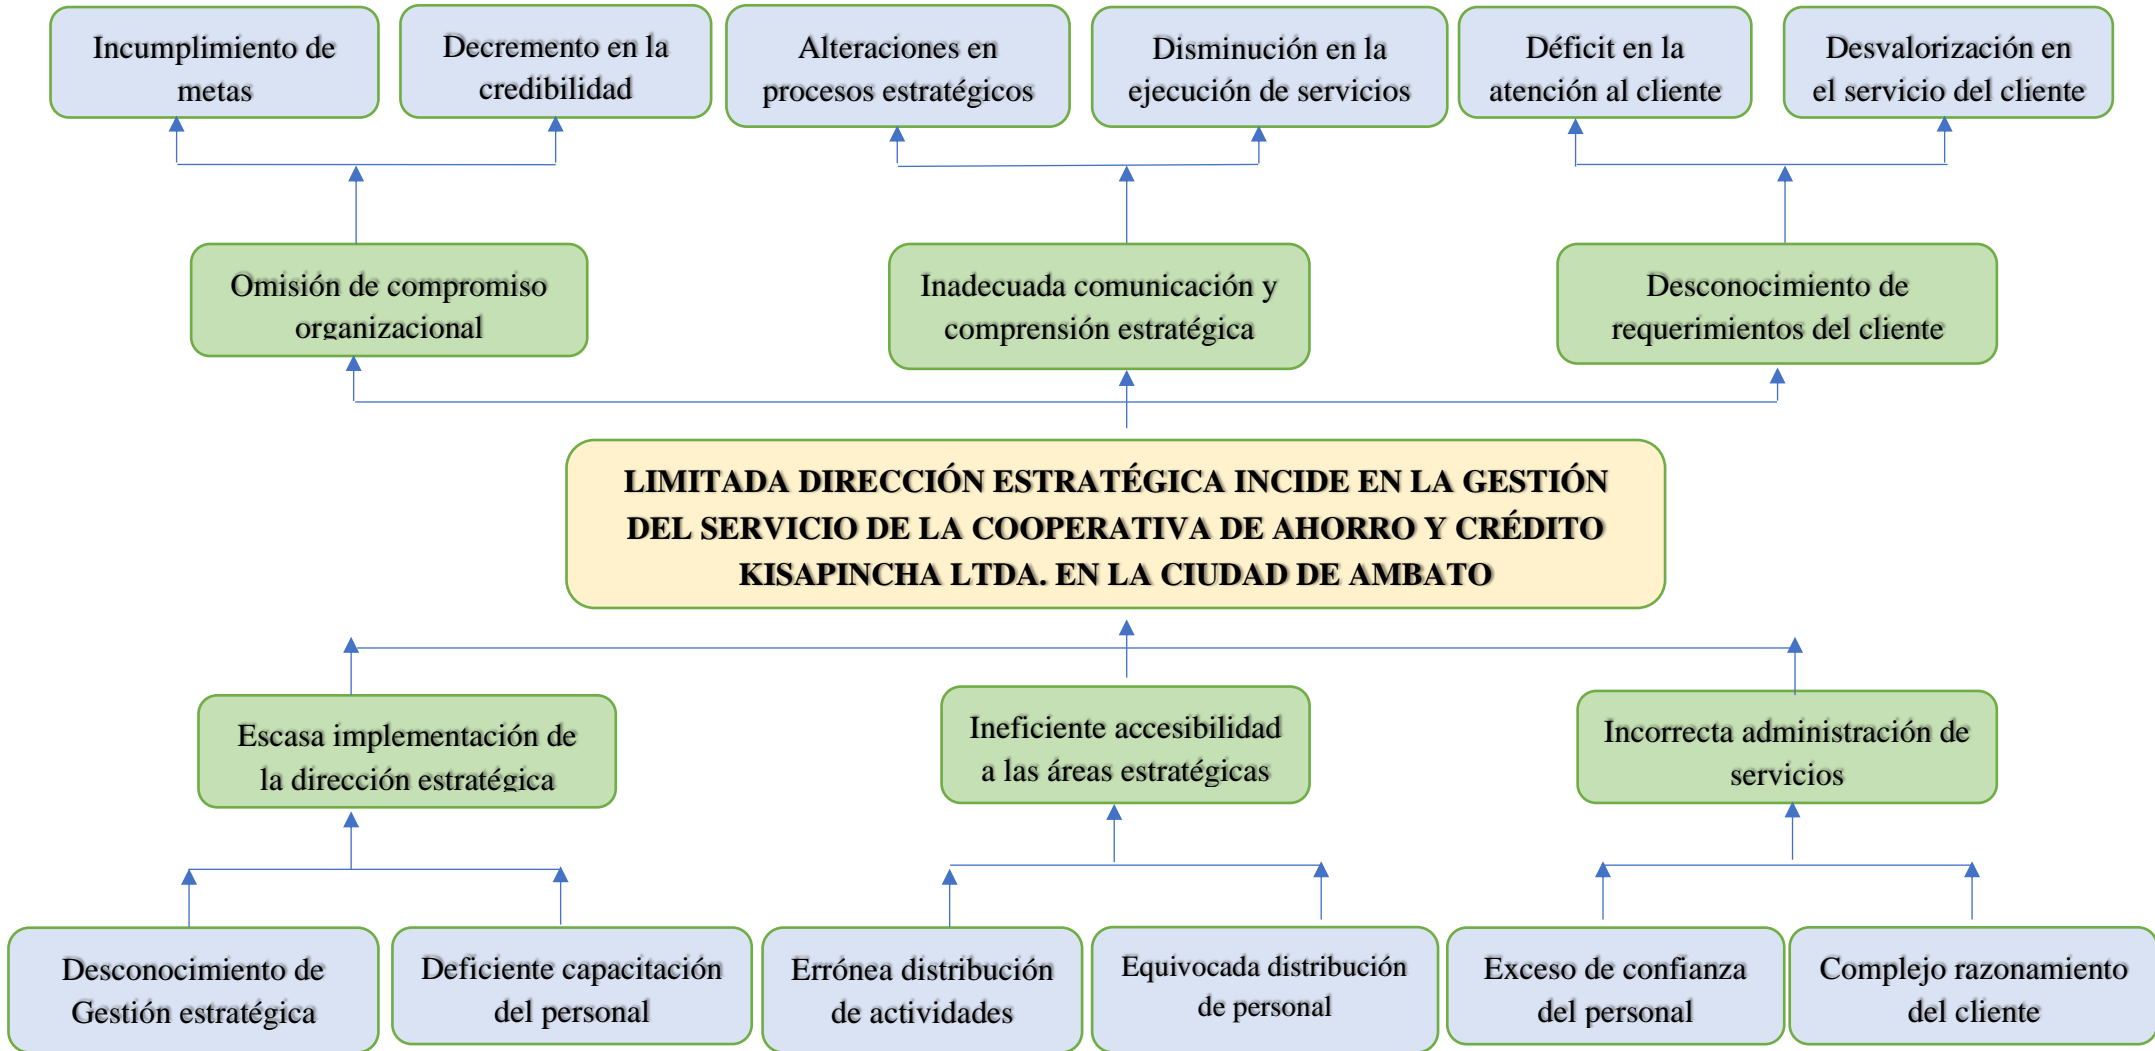 Incumplimiento de
metas
Decremento en la
credibilidad
Alteraciones en
procesos estratégicos
Disminución en la
ejecución de servicios
Déficit en la
atención al cliente
Desvalorización en
el servicio del cliente
Omisión de compromiso
organizacional
Inadecuada comunicación y
comprensión estratégica
Desconocimiento de
requerimientos del cliente
LIMITADA DIRECCIÓN ESTRATÉGICA INCIDE EN LA GESTIÓN
DEL SERVICIO DE LA COOPERATIVA DE AHORRO Y CRÉDITO
KISAPINCHA LTDA. EN LA CIUDAD DE AMBATO
Escasa implementación de
la dirección estratégica
Ineficiente accesibilidad
a las áreas estratégicas
Incorrecta administración de
servicios
Desconocimiento de
Gestión estratégica
Deficiente capacitación
del personal
Errónea distribución
de actividades
Equivocada distribución
de personal
Exceso de confianza
del personal
Complejo razonamiento
del cliente